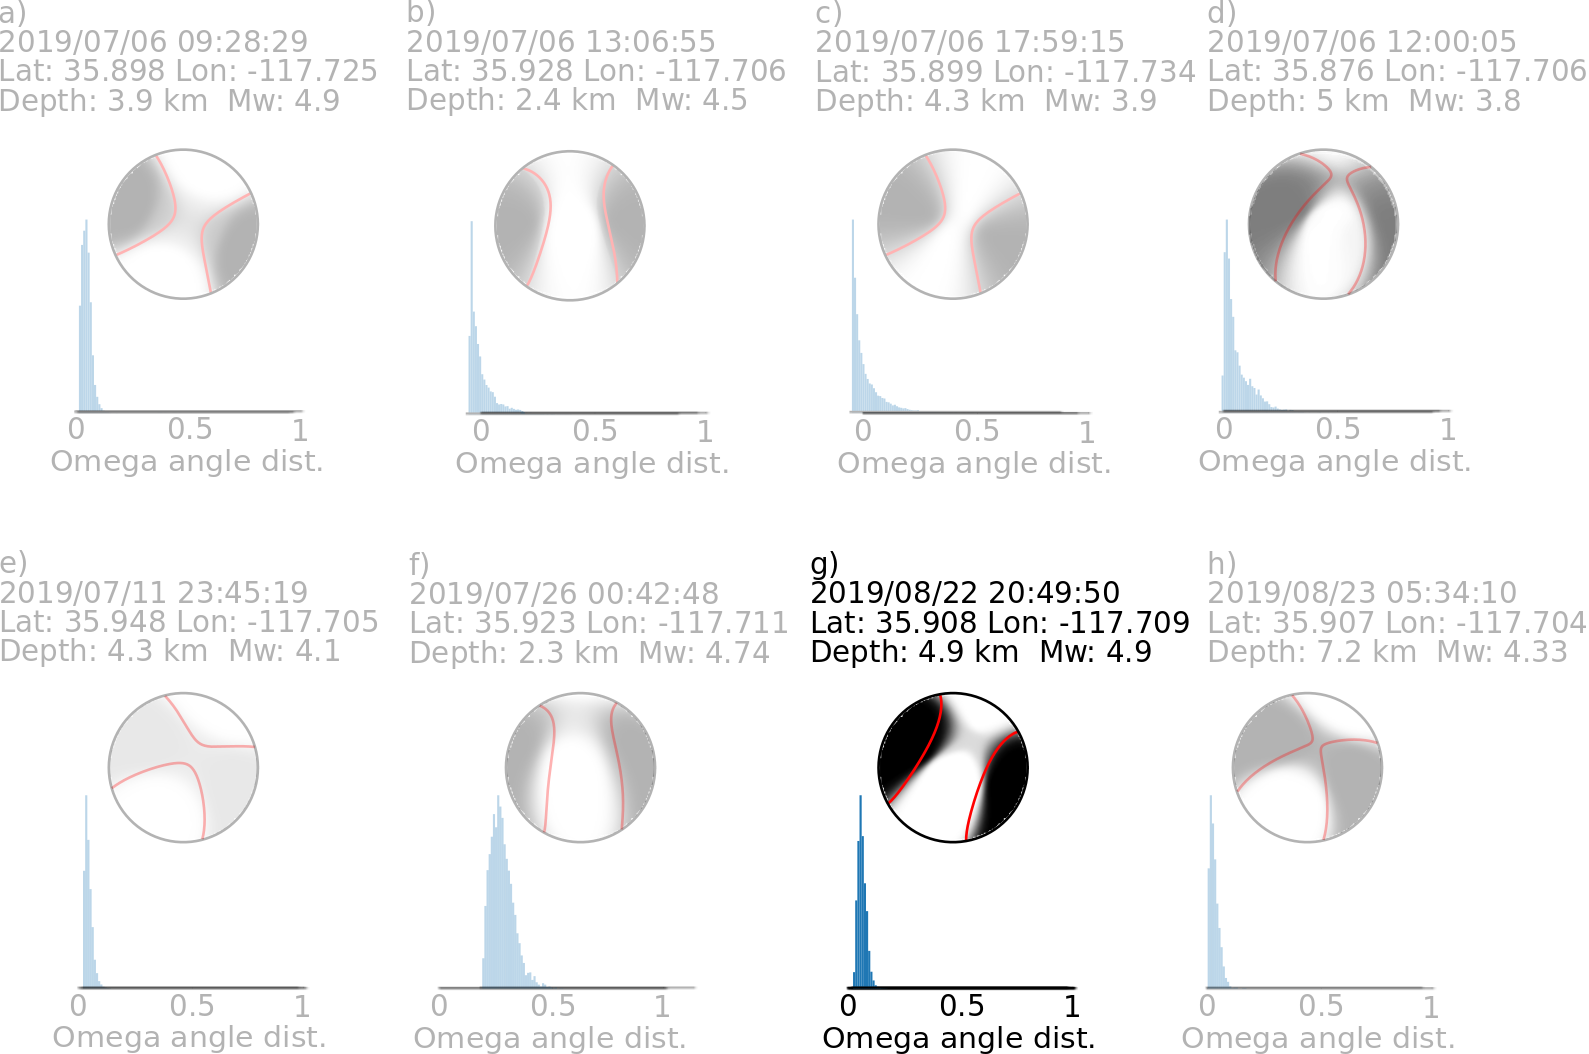 a)
2019/07/06 09:28:29
Lat: 35.898 Lon: -117.725
Depth: 3.9 km  Mw: 4.9
0 0.5 1
Omega angle dist.
b)
2019/07/06 13:06:55
Lat: 35.928 Lon: -117.706
Depth: 2.4 km  Mw: 4.5
0 0.5 1
Omega angle dist.
c)
2019/07/06 17:59:15
Lat: 35.899 Lon: -117.734
Depth: 4.3 km  Mw: 3.9
0 0.5 1
Omega angle dist.
d)
2019/07/06 12:00:05
Lat: 35.876 Lon: -117.706
Depth: 5 km  Mw: 3.8
0 0.5 1
Omega angle dist.
e)
2019/07/11 23:45:19
Lat: 35.948 Lon: -117.705
Depth: 4.3 km  Mw: 4.1
0 0.5 1
Omega angle dist.
f)
2019/07/26 00:42:48
Lat: 35.923 Lon: -117.711
Depth: 2.3 km  Mw: 4.74
0 0.5 1
Omega angle dist.
g)
2019/08/22 20:49:50
Lat: 35.908 Lon: -117.709
Depth: 4.9 km  Mw: 4.9
0 0.5 1
Omega angle dist.
h)
2019/08/23 05:34:10
Lat: 35.907 Lon: -117.704
Depth: 7.2 km  Mw: 4.33
0 0.5 1
Omega angle dist.